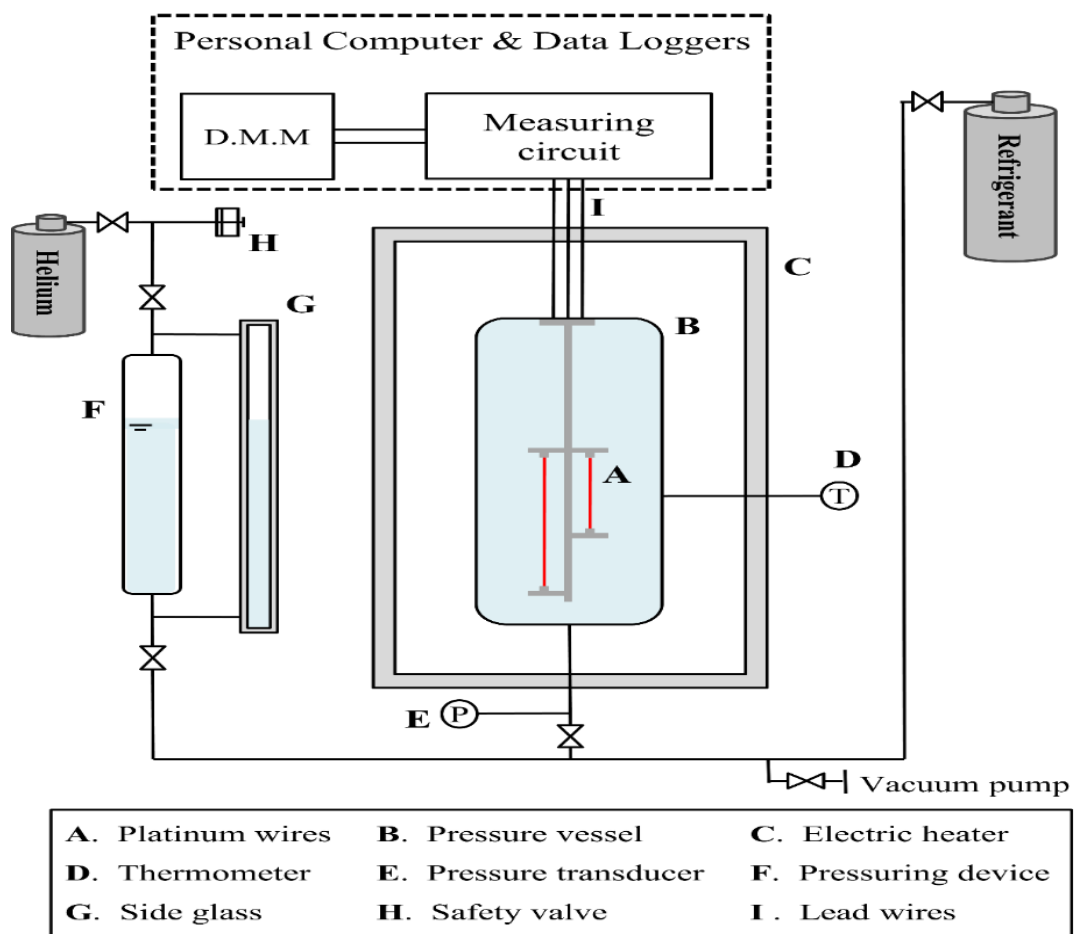 Personal Computer & Data Loggers
D.M.M
Measuring
circuit
I
Refrigerant
Helium
H
G
C
B
F
A
D
T
E
P
Vacuum pump
A. Platinum wires B. Pressure vessel C. Electric heater
D. Thermometer E. Pressure transducer F. Pressuring device
G. Side glass H. Safety valve I. Lead wires